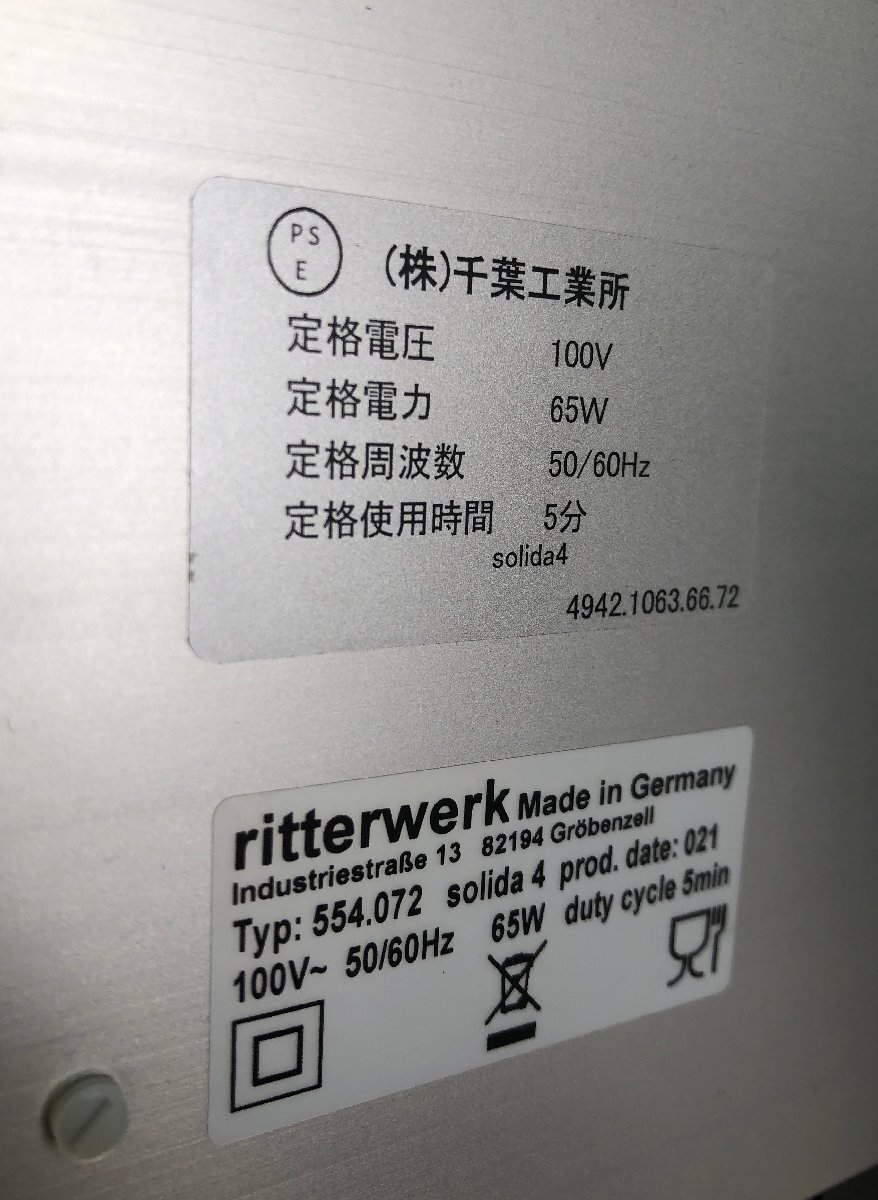 PS
E
(株)千葉工業所
定格電圧 100V
定格電力 65W
定格周波数 50/60Hz
定格使用時間 5分
solida4
4942.1063.66.72
ritterwerk Made in Germany
Industriestraße 13 82194 Gröbenzell
Typ: 554.072 solida 4 prod. date: 021
100V~ 50/60Hz 65W duty cycle 5min